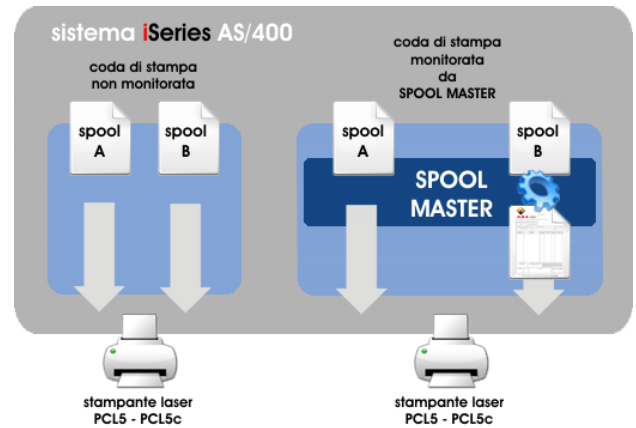 sistema iSeries AS/400
coda di stampa
non monitorata
coda di stampa
monitorata
da
SPOOL MASTER
spool
A
spool
B
spool
A
spool
B
SPOOL
MASTER
stampante laser
PCL5 - PCL5c
stampante laser
PCL5 - PCL5c